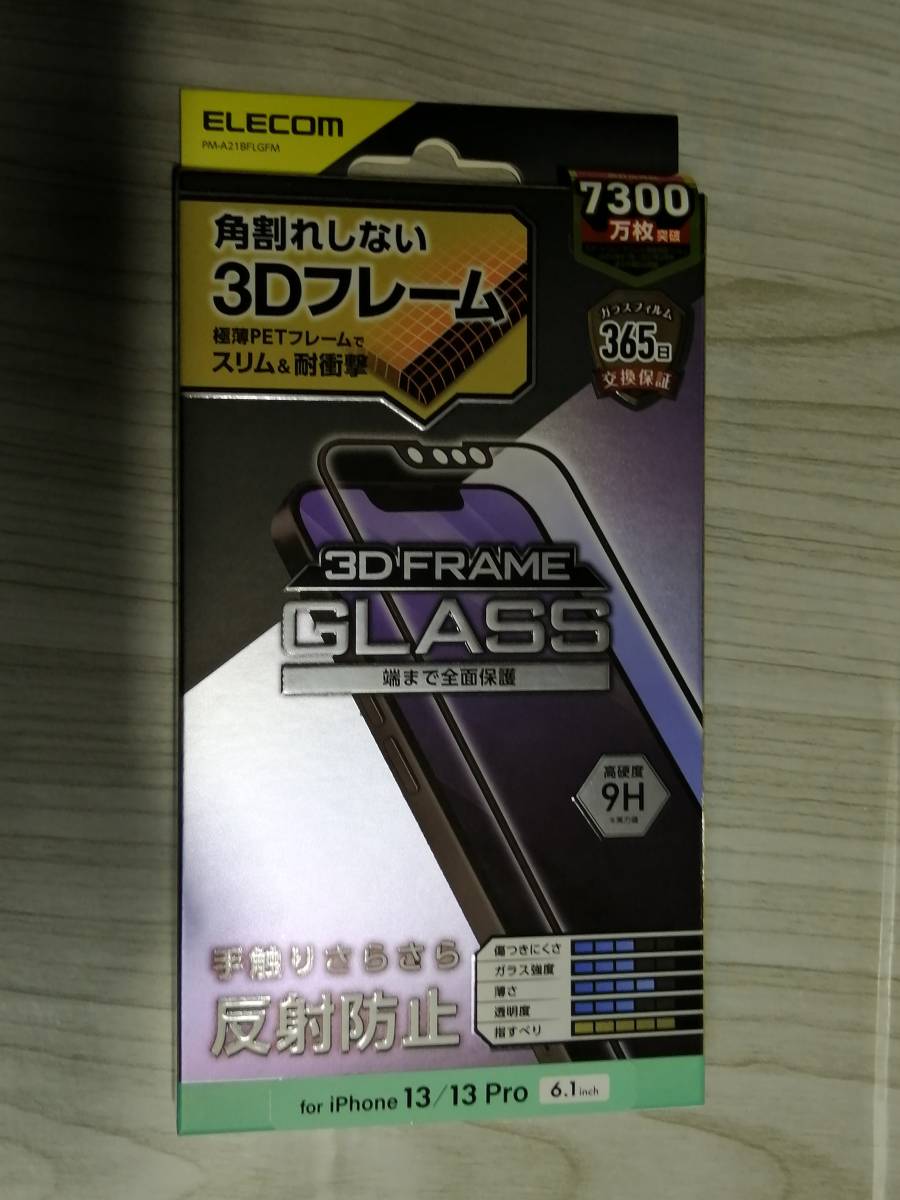 ELECOM
PM-A21BFLGFM
7300
万枚突破
角割れしない
3Dフレーム
極薄PETフレームで
スリム&耐衝撃
ガラスフィルム
365日
交換保証
3D FRAME
GLASS
端まで全面保護
高硬度
9H
手触りさらさら
反射防止
傷つきにくさ
ガラス強度
薄さ
透明度
指すべり
for iPhone 13/13 Pro 6.1inch